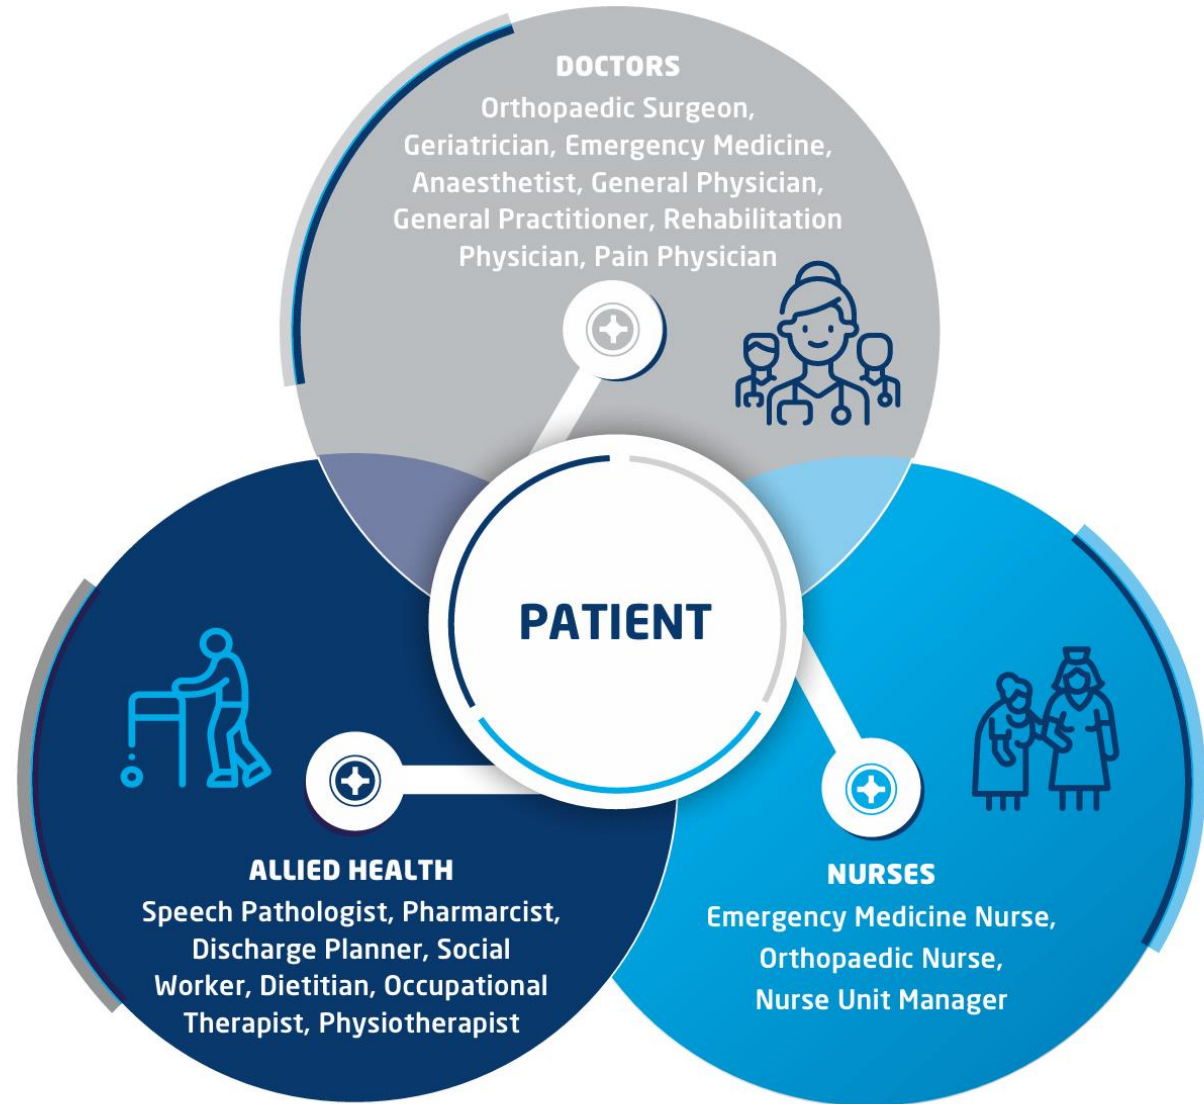 DOCTORS
Orthopaedic Surgeon,
Geriatrician, Emergency Medicine,
Anaesthetist, General Physician,
General Practitioner, Rehabilitation
Physician, Pain Physician
PATIENT
ALLIED HEALTH
Speech Pathologist, Pharmarcist,
Discharge Planner, Social
Worker, Dietitian, Occupational
Therapist, Physiotherapist
NURSES
Emergency Medicine Nurse,
Orthopaedic Nurse,
Nurse Unit Manager